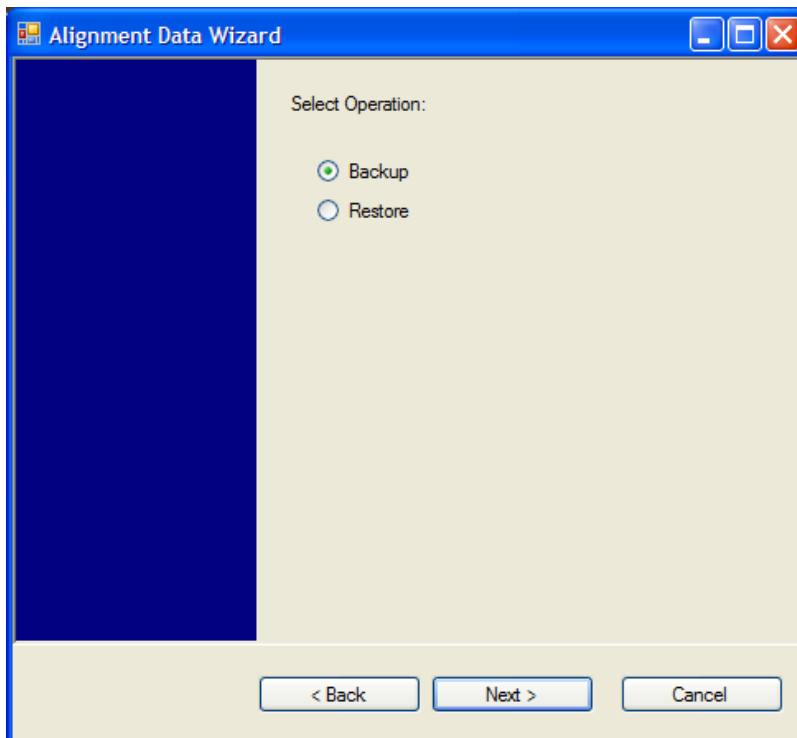 Alignment Data Wizard
Select Operation:
Backup
Restore
< Back Next > Cancel